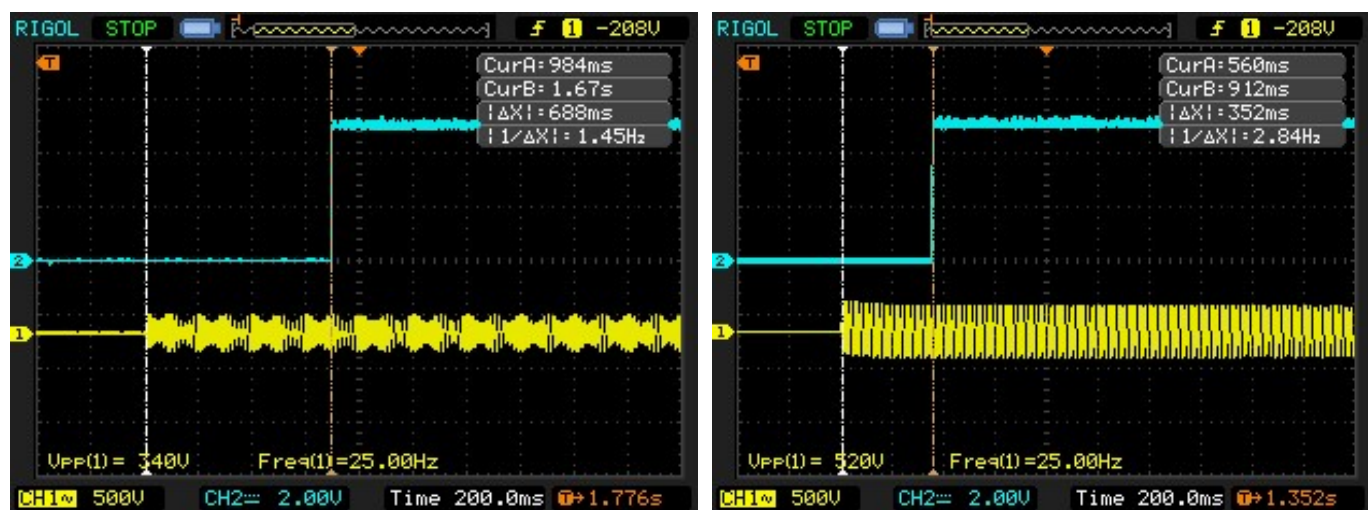 RIGOL STOP T 1 -208V
T
CurA=984ms
CurB=1.67s
|ΔX|=688ms
|1/ΔX|=1.45Hz
2
1
Vpp(1)= 340V Freq(1)=25.00Hz
CH1~ 500V CH2 2.00V Time 200.0ms T→1.776s
RIGOL STOP T 1 -208V
T
CurA=560ms
CurB=912ms
|ΔX|=352ms
|1/ΔX|=2.84Hz
2
1
Vpp(1)= 520V Freq(1)=25.00Hz
CH1~ 500V CH2 2.00V Time 200.0ms T→1.352s